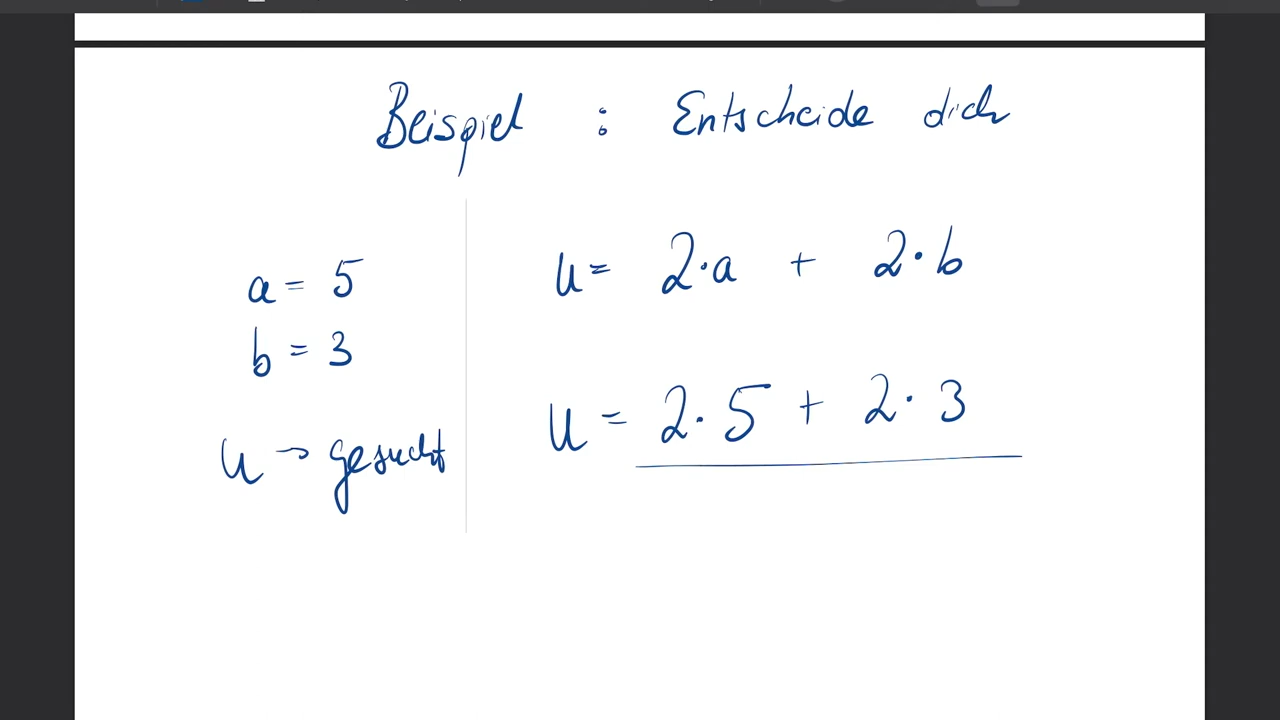 Beispiel : Entscheide dich
a = 5
b = 3
u → gesucht
u = 2·a + 2·b
u = 2·5 + 2·3